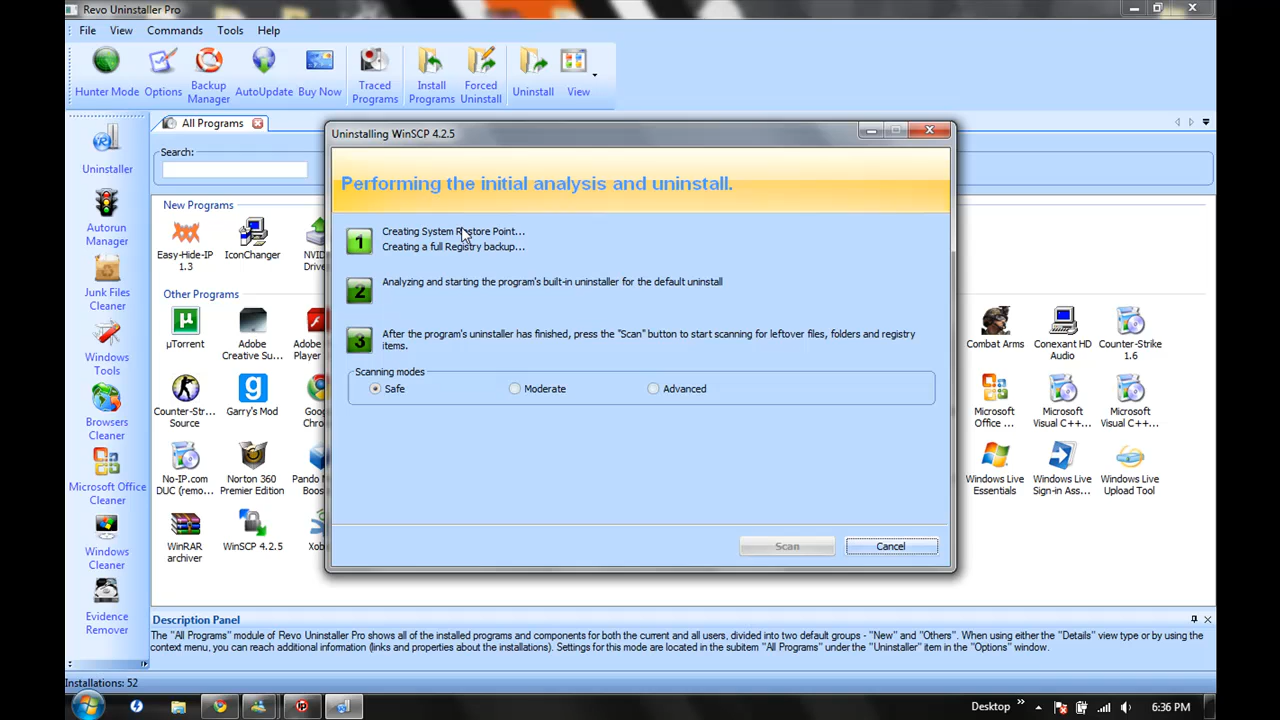 Revo Uninstaller Pro
File View Commands Tools Help
Hunter Mode
Options
Backup
Manager
AutoUpdate
Buy Now
Traced
Programs
Install
Programs
Forced
Uninstall
Uninstall
View
All Programs
Search:
Uninstaller
Autorun
Manager
Junk Files
Cleaner
Windows
Tools
Browsers
Cleaner
Microsoft Office
Cleaner
Windows
Cleaner
Evidence
Remover
New Programs
Easy-Hide-IP
1.3
IconChanger
NVID
Drive
Other Programs
µTorrent
Adobe
Creative Su...
Adobe
Player
Counter-Str...
Source
Garry's Mod
Goog
No-IP.com
DUC (remo...
Norton 360
Premier Edition
Pando M
Boos
WinRAR
archiver
WinSCP 4.2.5
Xob
Uninstalling WinSCP 4.2.5
Performing the initial analysis and uninstall.
1
Creating System Restore Point...
Creating a full Registry backup...
2
Analyzing and starting the program's built-in uninstaller for the default uninstall
3
After the program's uninstaller has finished, press the "Scan" button to start scanning for leftover files, folders and registry
items.
Scanning modes
Safe Moderate Advanced
Scan Cancel
Combat Arms
Conexant HD
Audio
Counter-Strike
1.6
Microsoft
Office ...
Microsoft
Visual C++...
Microsoft
Visual C++...
Windows Live
Essentials
Windows Live
Sign-in Ass...
Windows Live
Upload Tool
Description Panel
The "All Programs" module of Revo Uninstaller Pro shows all of the installed programs and components for both the current and all users, divided into two default groups - "New" and "Others". When using either the "Details" view type or by using the
context menu, you can reach additional information (links and properties about the installations). Settings for this mode are located in the subitem "All Programs" under the "Uninstaller" item in the "Options" window.
Installations: 52
Desktop » 6:36 PM